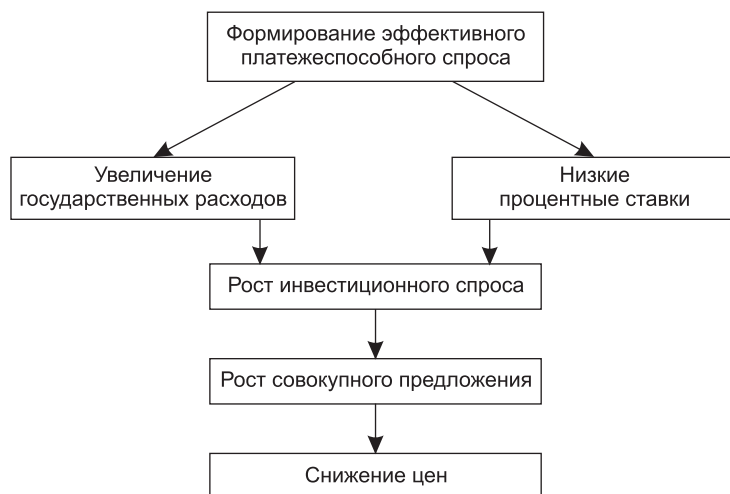 Формирование эффективного
платежеспособного спроса
Увеличение
государственных расходов
Низкие
процентные ставки
Рост инвестиционного спроса
Рост совокупного предложения
Снижение цен